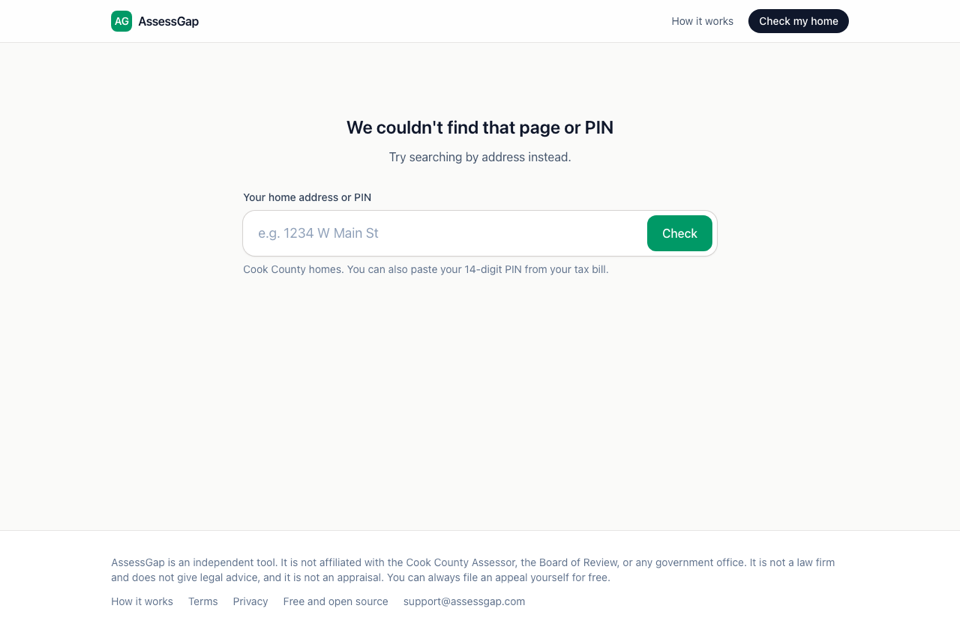 AG AssessGap
How it works
Check my home
We couldn't find that page or PIN
Try searching by address instead.
Your home address or PIN
e.g. 1234 W Main St
Check
Cook County homes. You can also paste your 14-digit PIN from your tax bill.
AssessGap is an independent tool. It is not affiliated with the Cook County Assessor, the Board of Review, or any government office. It is not a law firm
and does not give legal advice, and it is not an appraisal. You can always file an appeal yourself for free.
How it works Terms Privacy Free and open source support@assessgap.com